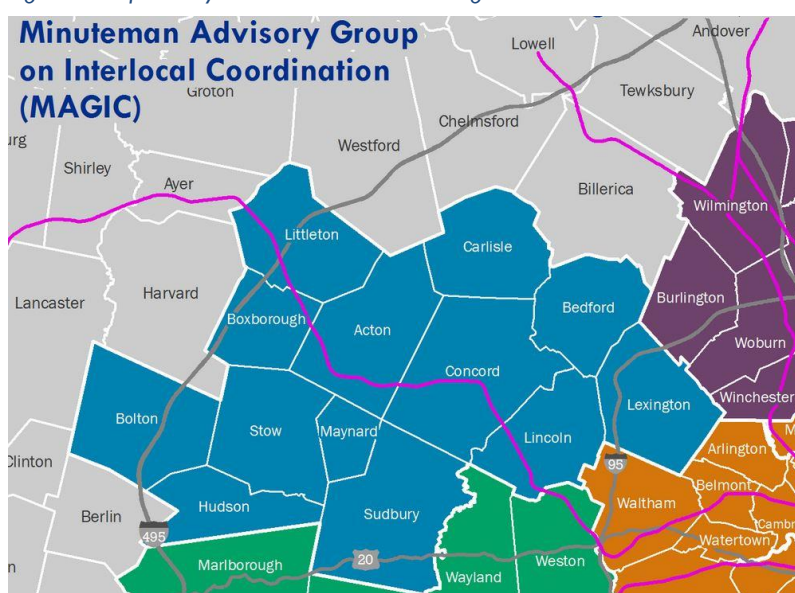 Minuteman Advisory Group
on Interlocal Coordination
(MAGIC)
Andover
Lowell
Groton
Tewksbury
Chelmsford
Westford
Shirley
Ayer
Billerica
Wilmington
Littleton
Carlisle
Lancaster
Harvard
Burlington
Bedford
Boxborough
Acton
Woburn
Concord
Winchester
Lexington
Bolton
Stow
Maynard
Lincoln
Arlington
Clinton
95
Belmont
Waltham
Hudson
Berlin
Sudbury
495
Watertown
20
Marlborough
Weston
Wayland